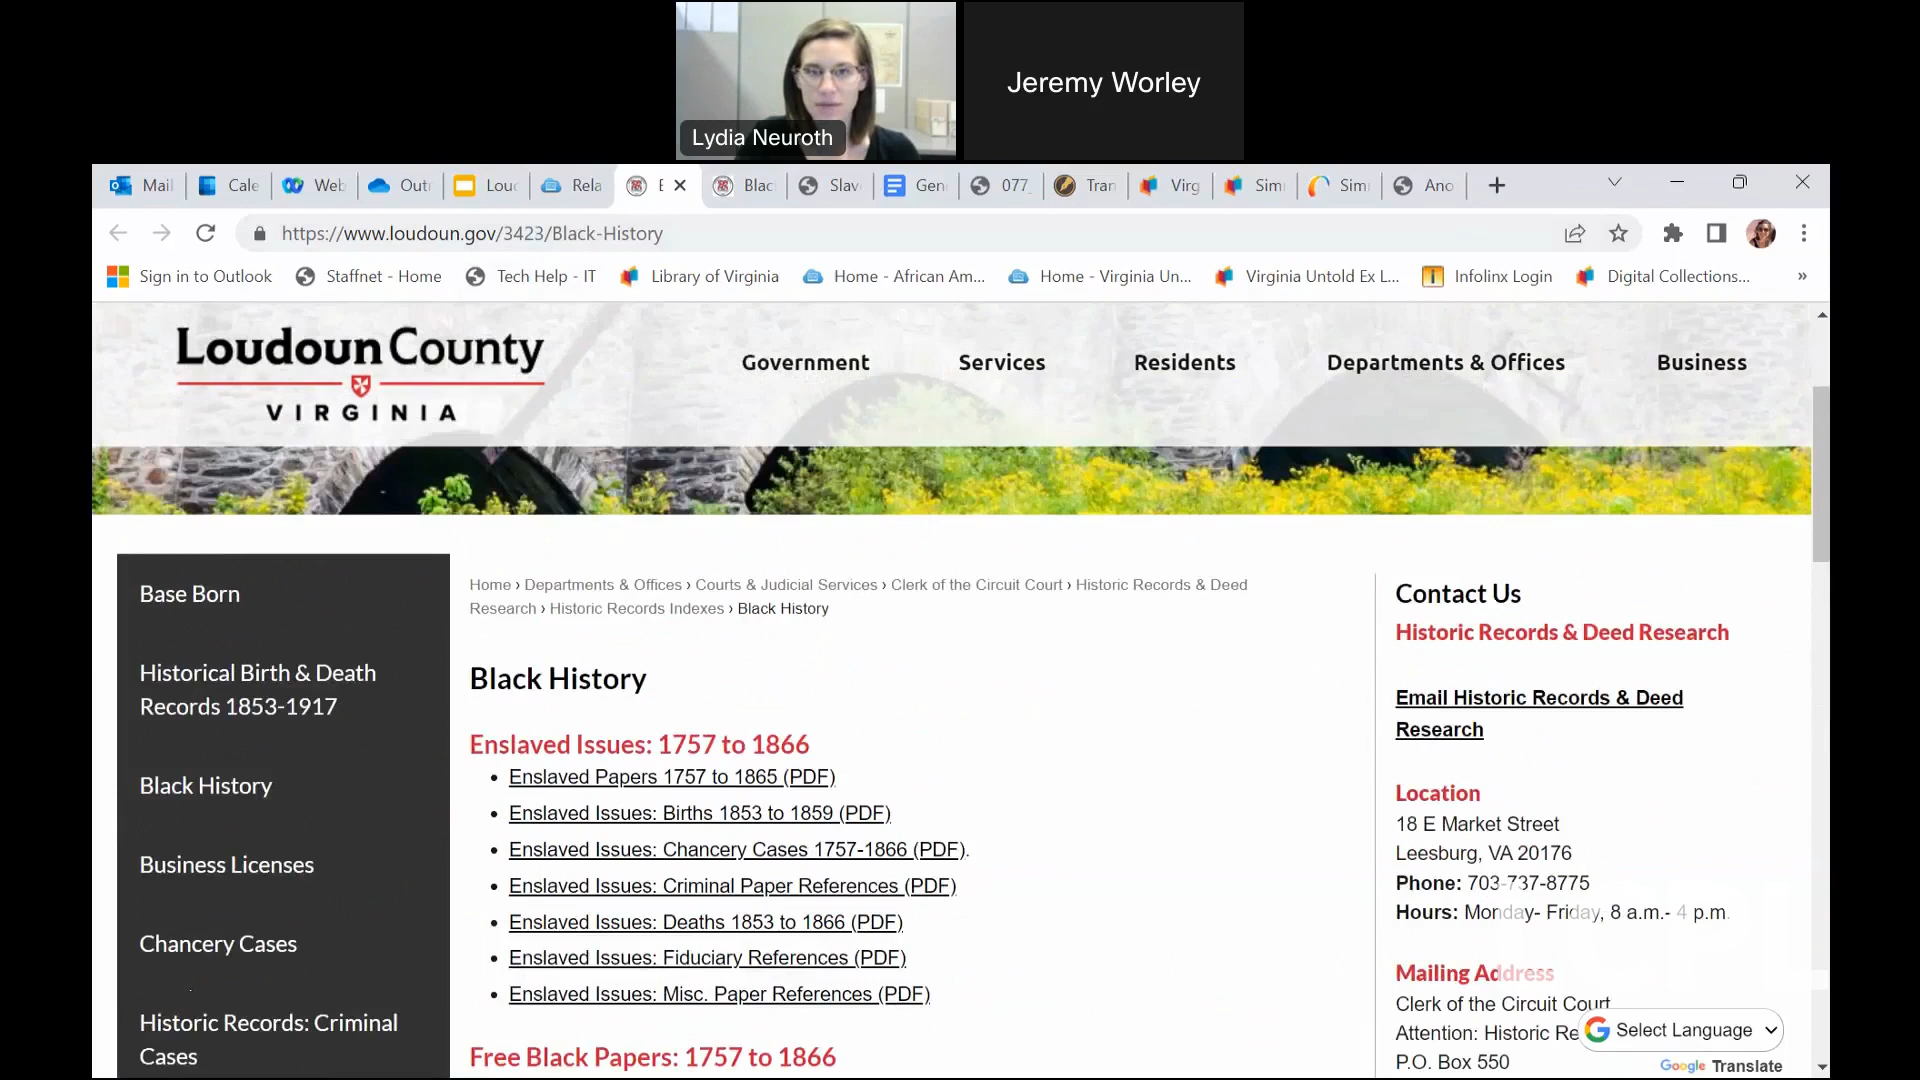 Jeremy Worley
Lydia Neuroth
Mail
Cale
Web
Out
Loud
Rela
Blac
Slav
Gen
077_
Tran
Virg
Sim
Sim
Ano
https://www.loudoun.gov/3423/Black-History
Sign in to Outlook
Staffnet - Home
Tech Help - IT
Library of Virginia
Home - African Am...
Home - Virginia Un...
Virginia Untold Ex L...
Infolinx Login
Digital Collections...
»
Loudoun County
VIRGINIA
Government
Services
Residents
Departments & Offices
Business
Base Born
Historical Birth & Death
Records 1853-1917
Black History
Business Licenses
Chancery Cases
Historic Records: Criminal
Cases
Home › Departments & Offices › Courts & Judicial Services › Clerk of the Circuit Court › Historic Records & Deed
Research › Historic Records Indexes › Black History
Black History
Enslaved Issues: 1757 to 1866
• Enslaved Papers 1757 to 1865 (PDF)
• Enslaved Issues: Births 1853 to 1859 (PDF)
• Enslaved Issues: Chancery Cases 1757-1866 (PDF).
• Enslaved Issues: Criminal Paper References (PDF)
• Enslaved Issues: Deaths 1853 to 1866 (PDF)
• Enslaved Issues: Fiduciary References (PDF)
• Enslaved Issues: Misc. Paper References (PDF)
Free Black Papers: 1757 to 1866
Contact Us
Historic Records & Deed Research
Email Historic Records & Deed
Research
Location
18 E Market Street
Leesburg, VA 20176
Phone: 703-737-8775
Hours: Monday- Friday, 8 a.m.- 4 p.m.
Mailing Address
Clerk of the Circuit Court
Attention: Historic Re
P.O. Box 550
Select Language
Google Translate